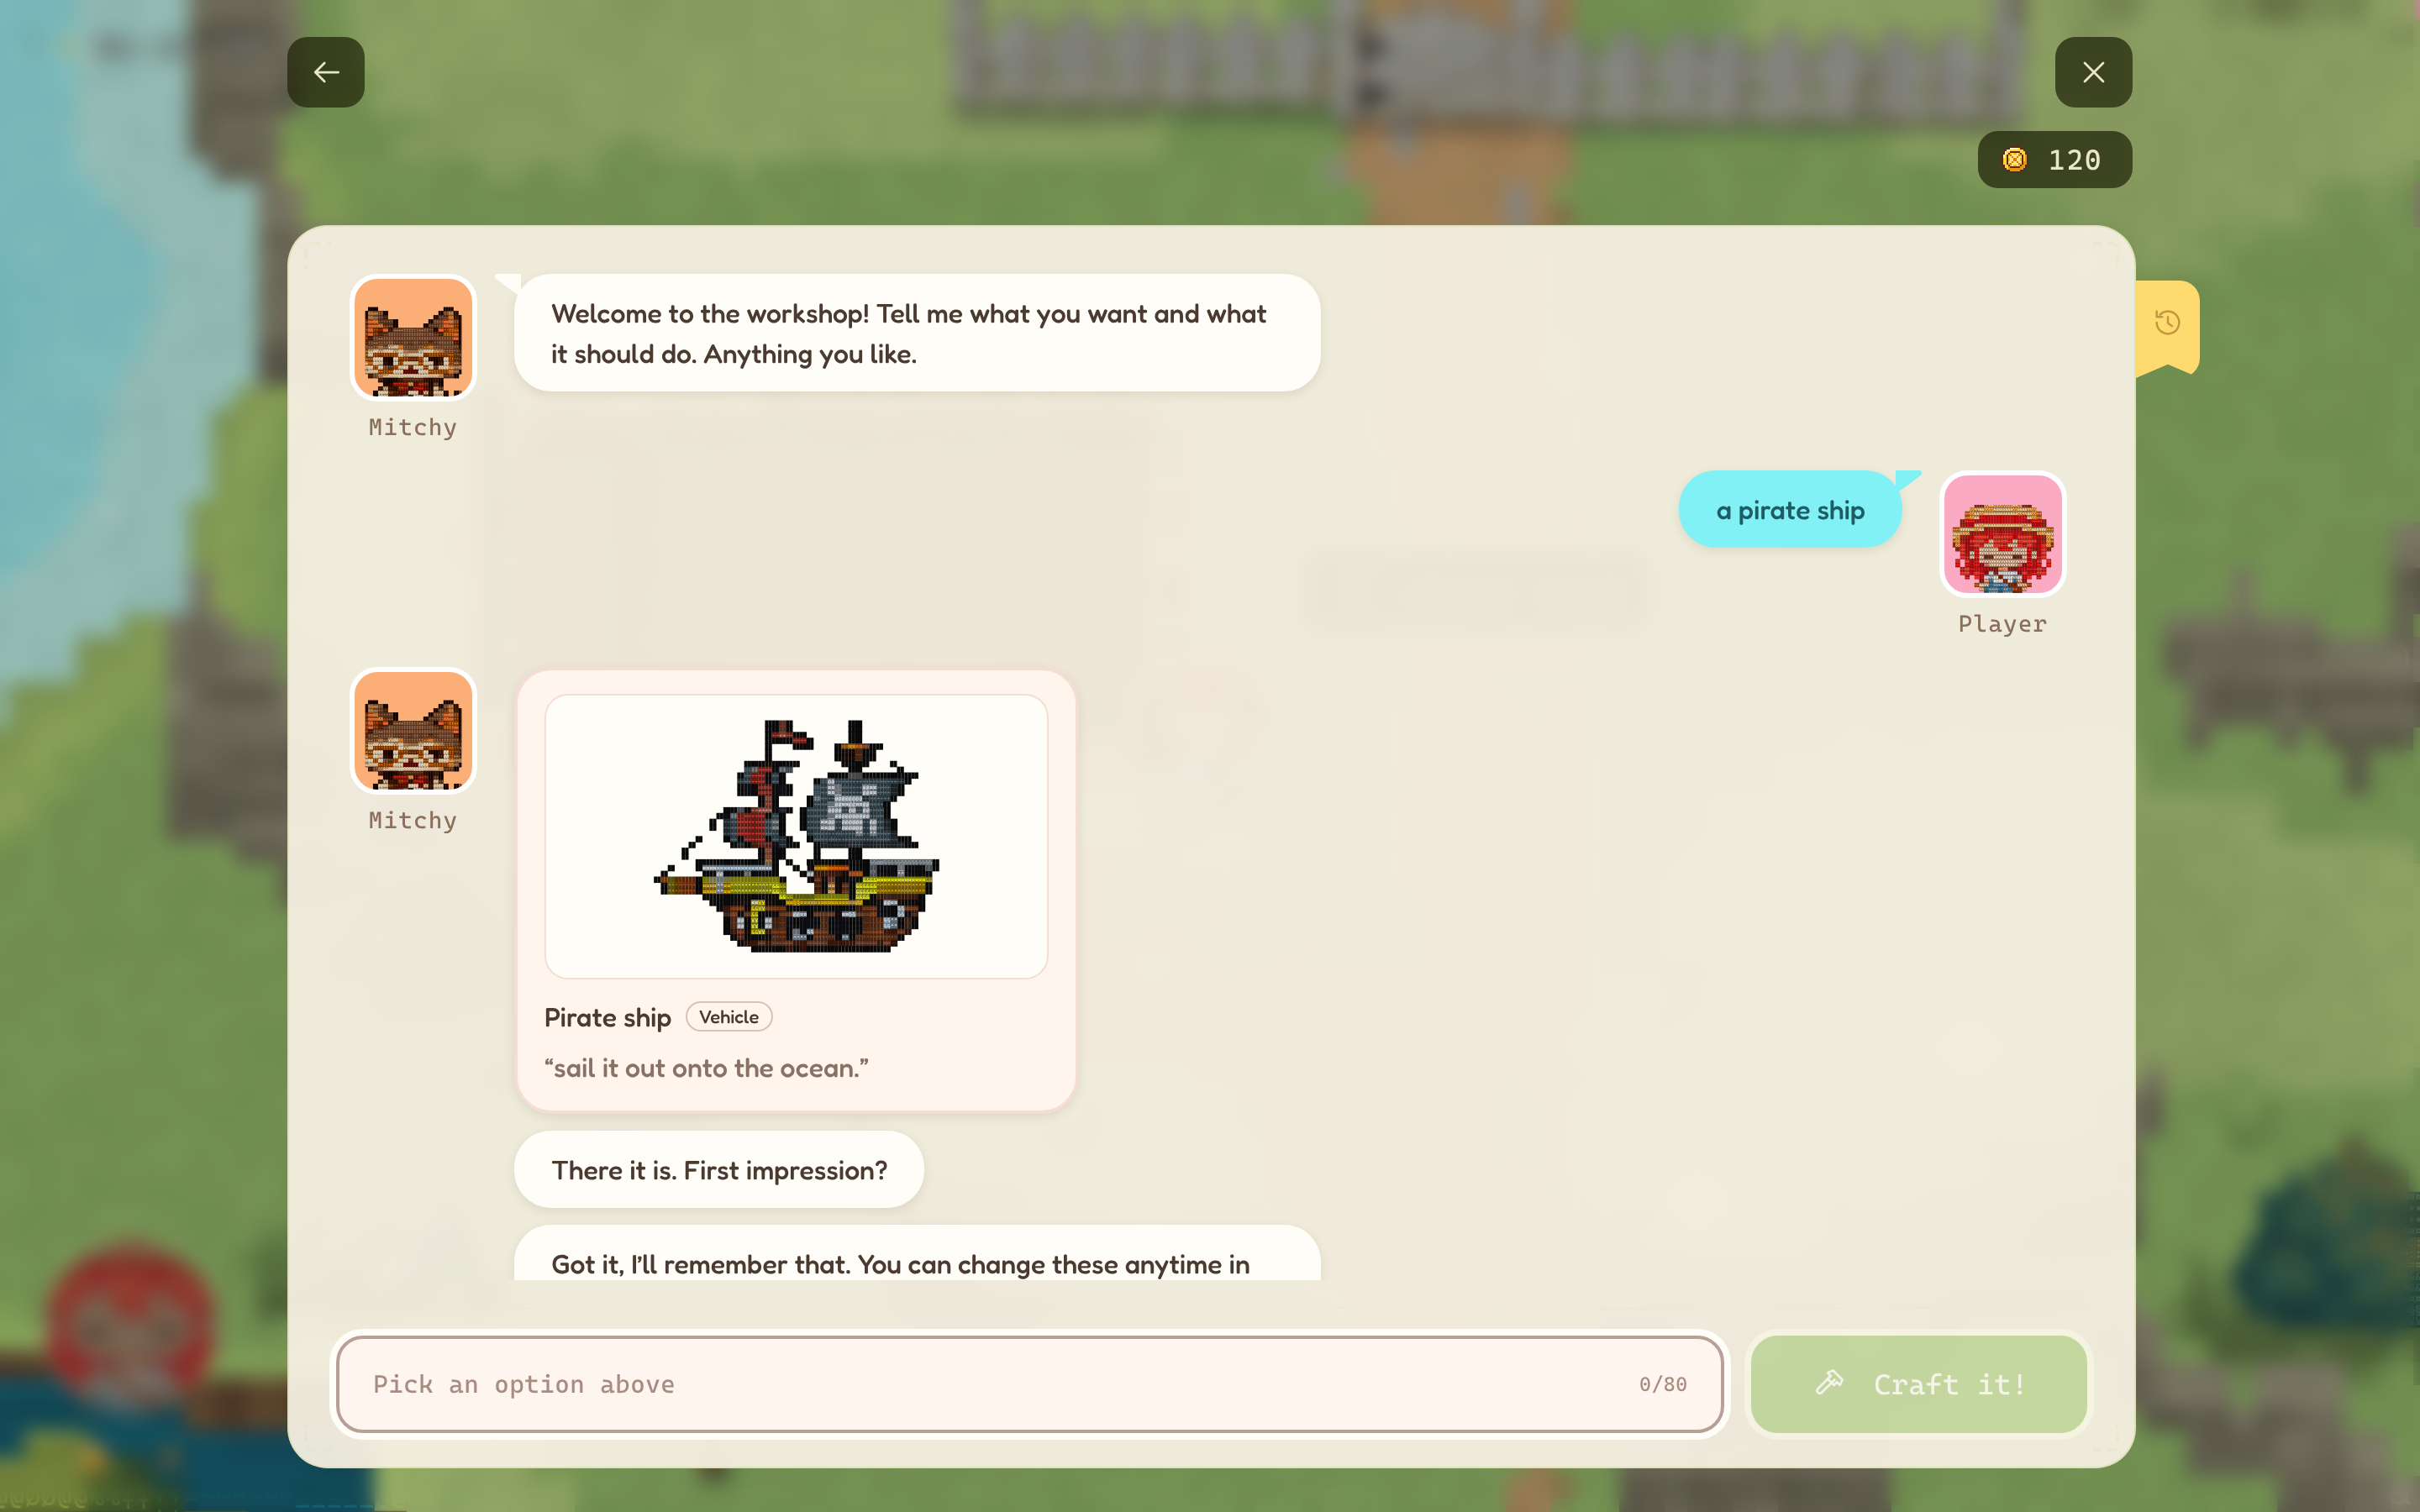 120
Welcome to the workshop! Tell me what you want and what
it should do. Anything you like.
Mitchy
a pirate ship
Player
Mitchy
Pirate ship
Vehicle
“sail it out onto the ocean.”
There it is. First impression?
Got it, I’ll remember that. You can change these anytime in
Pick an option above
0/80
Craft it!